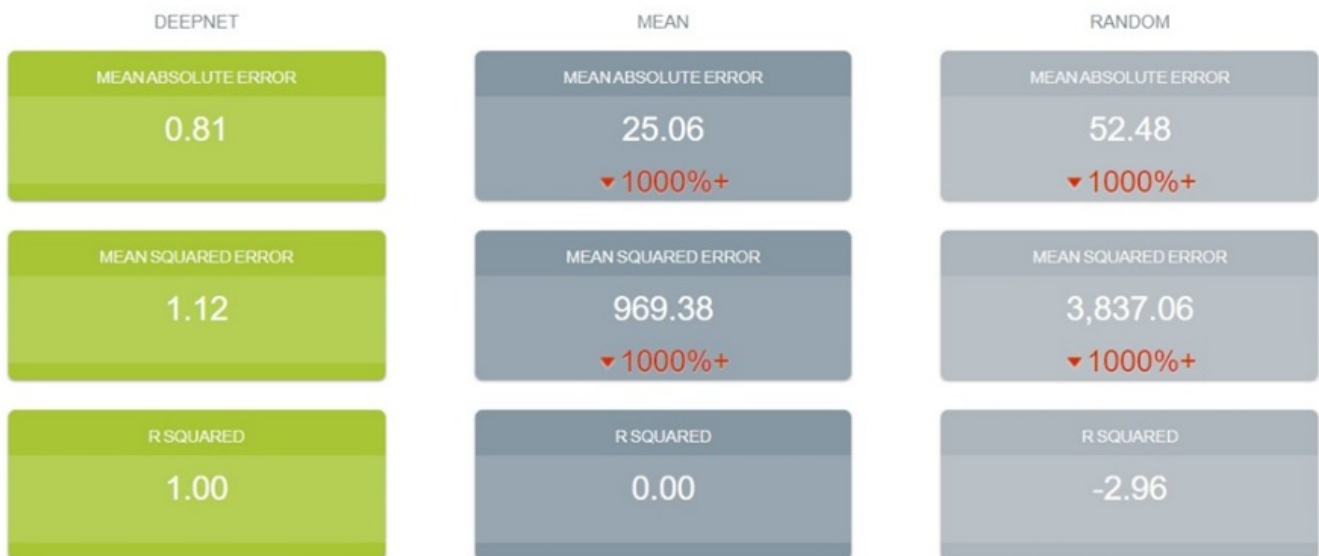 DEEPNET MEAN RANDOM
MEAN ABSOLUTE ERROR MEAN ABSOLUTE ERROR MEAN ABSOLUTE ERROR
0.81 25.06 52.48
▼1000%+ ▼1000%+
MEAN SQUARED ERROR MEAN SQUARED ERROR MEAN SQUARED ERROR
1.12 969.38 3,837.06
▼1000%+ ▼1000%+
R SQUARED R SQUARED R SQUARED
1.00 0.00 -2.96